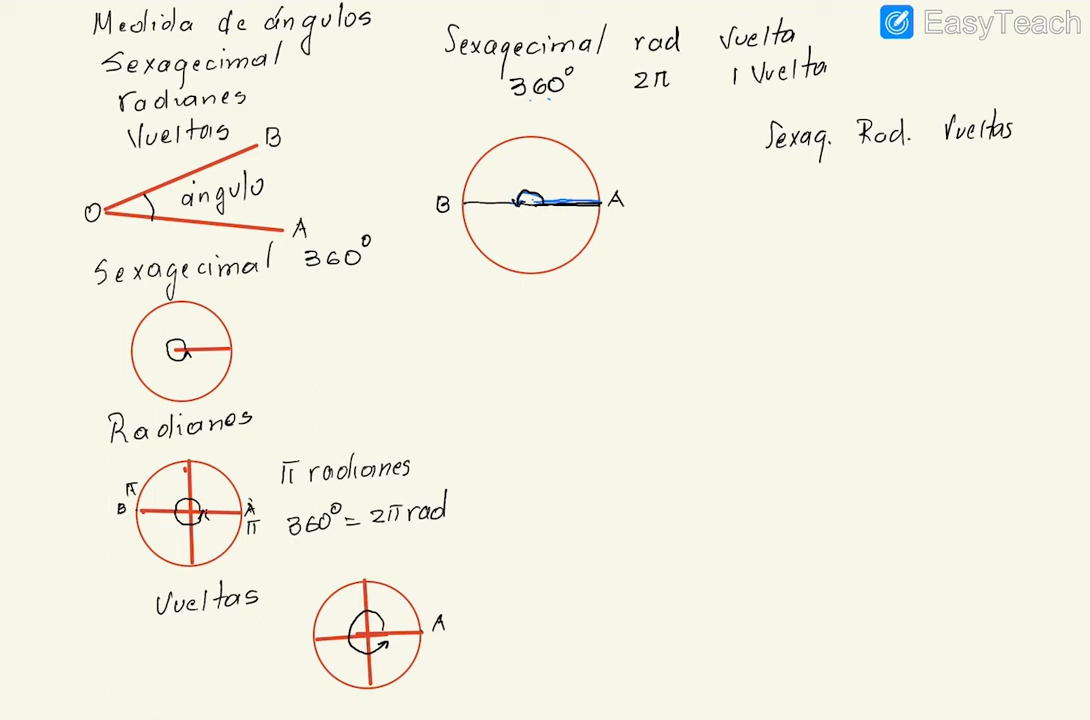 Medida de ángulos
Sexagecimal
radianes
Vueltas
B
ángulo
O
A
Sexagecimal 360°
Radianes
π
B
A
π
π radianes
360° = 2π rad
Vueltas
A
Sexagecimal rad Vuelta
360° 2π 1 Vuelta
Sexag. Rad. Vueltas
B
A
EasyTeach